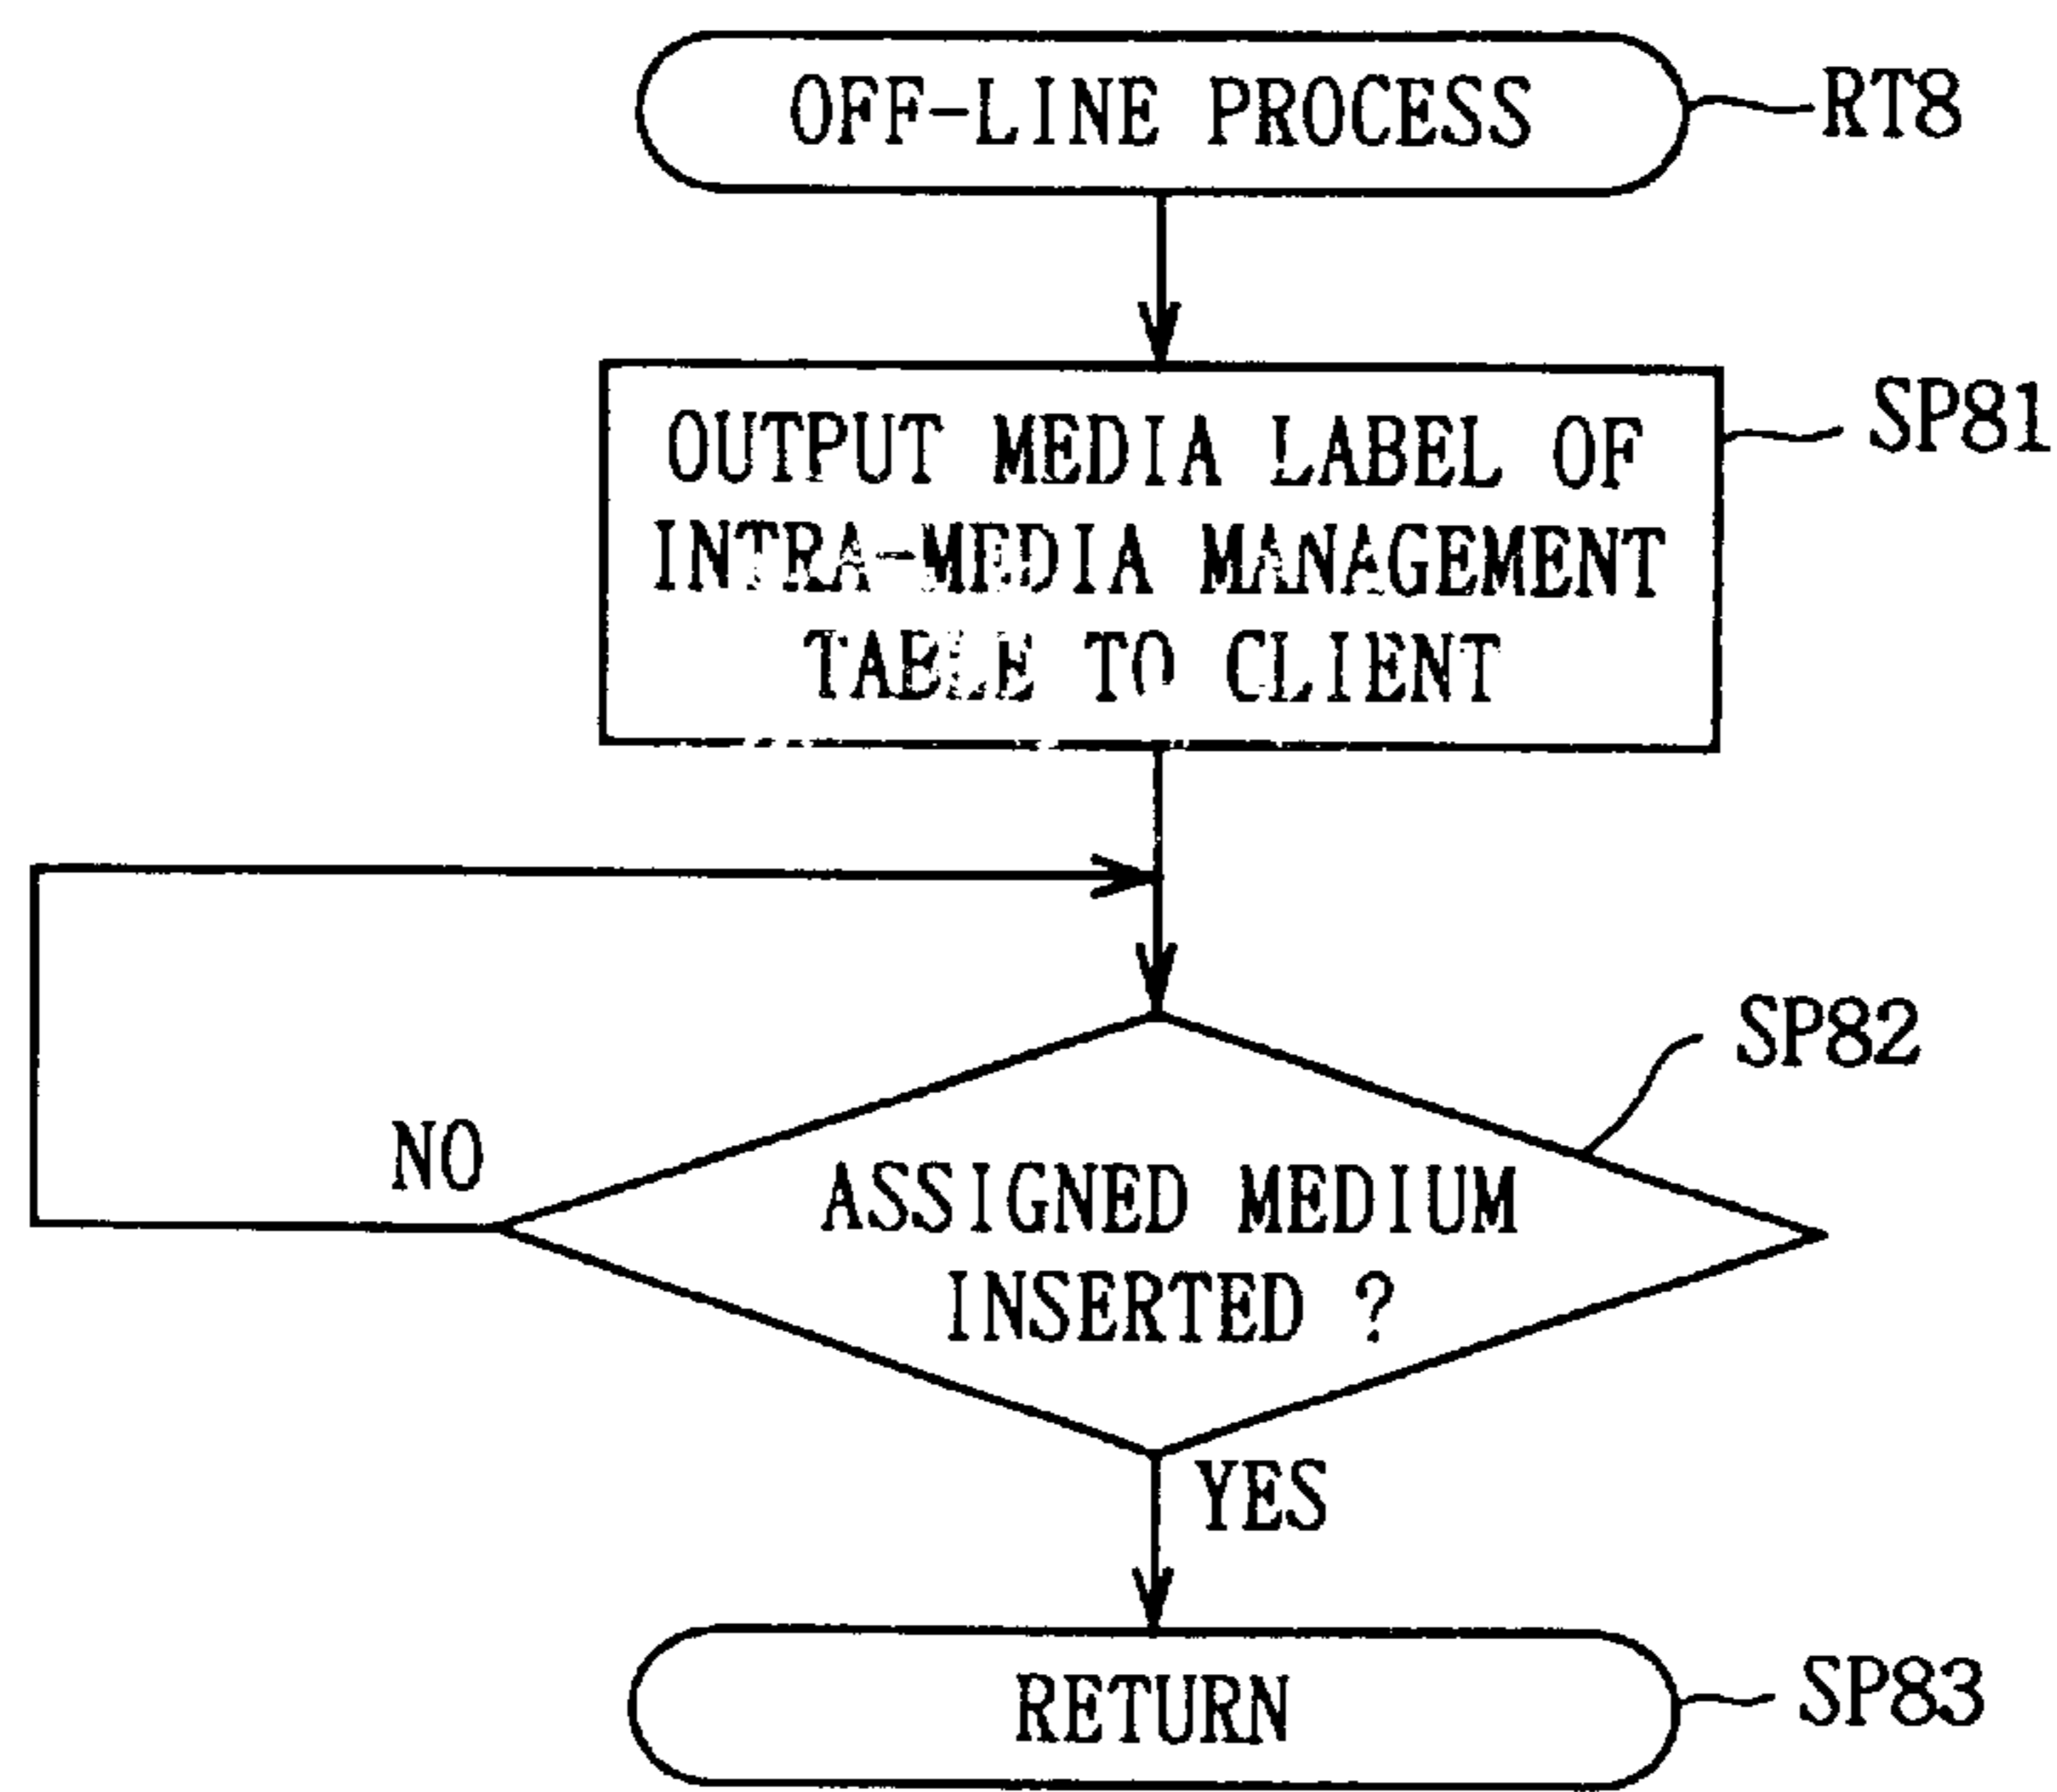 OFF-LINE PROCESS
RT8
OUTPUT MEDIA LABEL OF
INTRA-MEDIA MANAGEMENT
TABLE TO CLIENT
SP81
SP82
NO
ASSIGNED MEDIUM
INSERTED ?
YES
RETURN
SP83